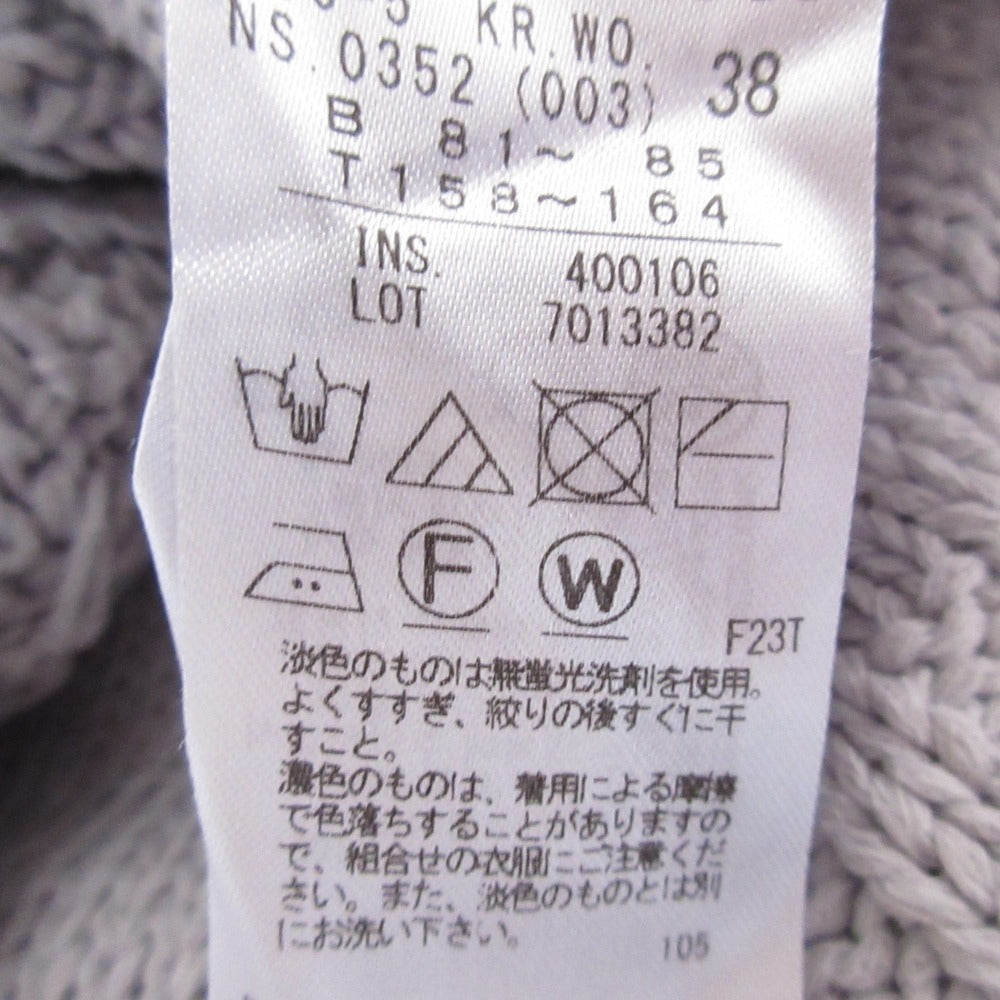 KR.WO.
NS.0352 (003) 38
B 81～ 85
T 158～164
INS. 400106
LOT 7013382
F W
F23T
淡色のものは無蛍光洗剤を使用。
よくすすぎ、絞りの後すぐに干
すこと。
濃色のものは、着用による摩擦
で色落ちすることがありますの
で、組合せの衣服にご注意くだ
さい。また、淡色のものとは別
にお洗い下さい。
105